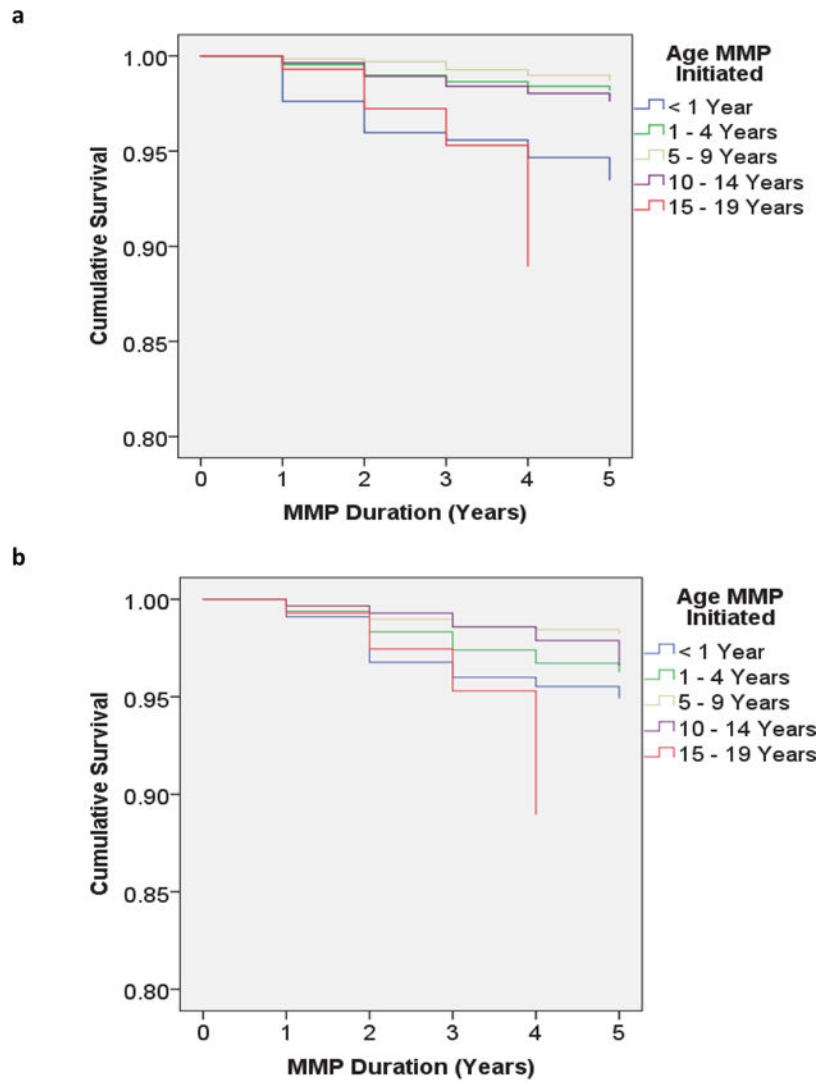 a
Age MMP
Initiated
< 1 Year
1 - 4 Years
5 - 9 Years
10 - 14 Years
15 - 19 Years
Cumulative Survival
1.00
0.95
0.90
0.85
0.80
0 1 2 3 4 5
MMP Duration (Years)
b
Age MMP
Initiated
< 1 Year
1 - 4 Years
5 - 9 Years
10 - 14 Years
15 - 19 Years
Cumulative Survival
1.00
0.95
0.90
0.85
0.80
0 1 2 3 4 5
MMP Duration (Years)